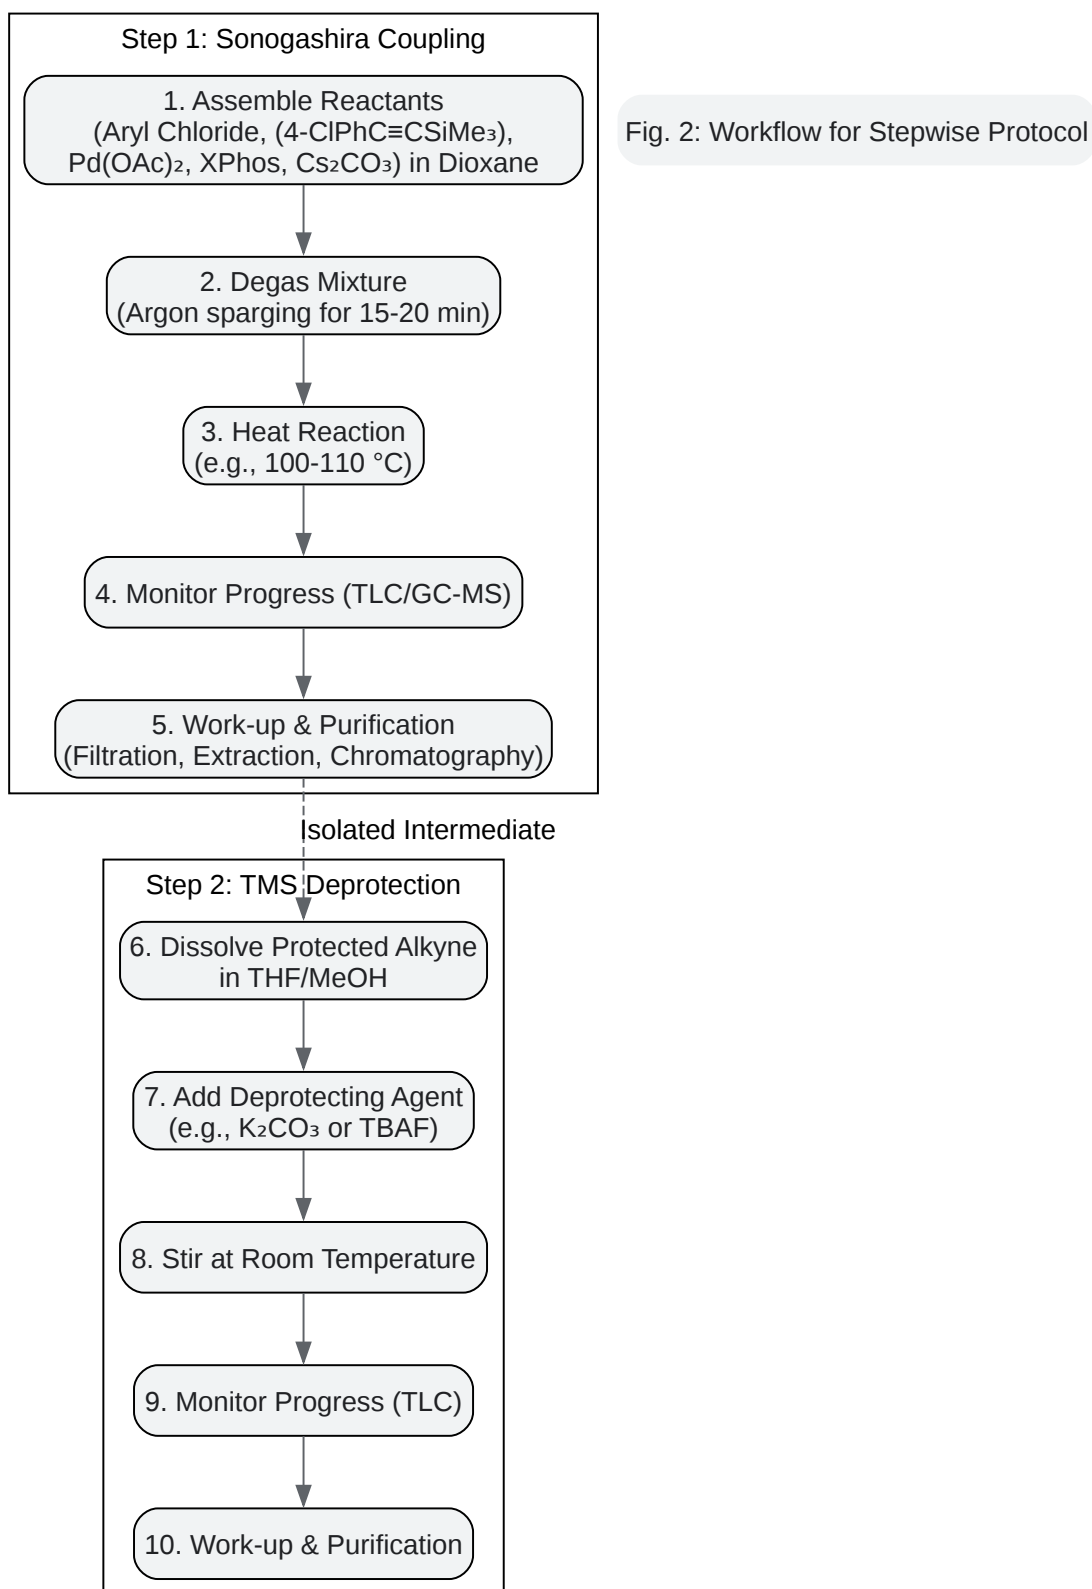 Step 1: Sonogashira Coupling
1. Assemble Reactants
(Aryl Chloride, (4-ClPhC≡CSiMe₃),
Pd(OAc)₂, XPhos, Cs₂CO₃) in Dioxane
Fig. 2: Workflow for Stepwise Protocol
2. Degas Mixture
(Argon sparging for 15-20 min)
3. Heat Reaction
(e.g., 100-110 °C)
4. Monitor Progress (TLC/GC-MS)
5. Work-up & Purification
(Filtration, Extraction, Chromatography)
Isolated Intermediate
Step 2: TMS Deprotection
6. Dissolve Protected Alkyne
in THF/MeOH
7. Add Deprotecting Agent
(e.g., K₂CO₃ or TBAF)
8. Stir at Room Temperature
9. Monitor Progress (TLC)
10. Work-up & Purification